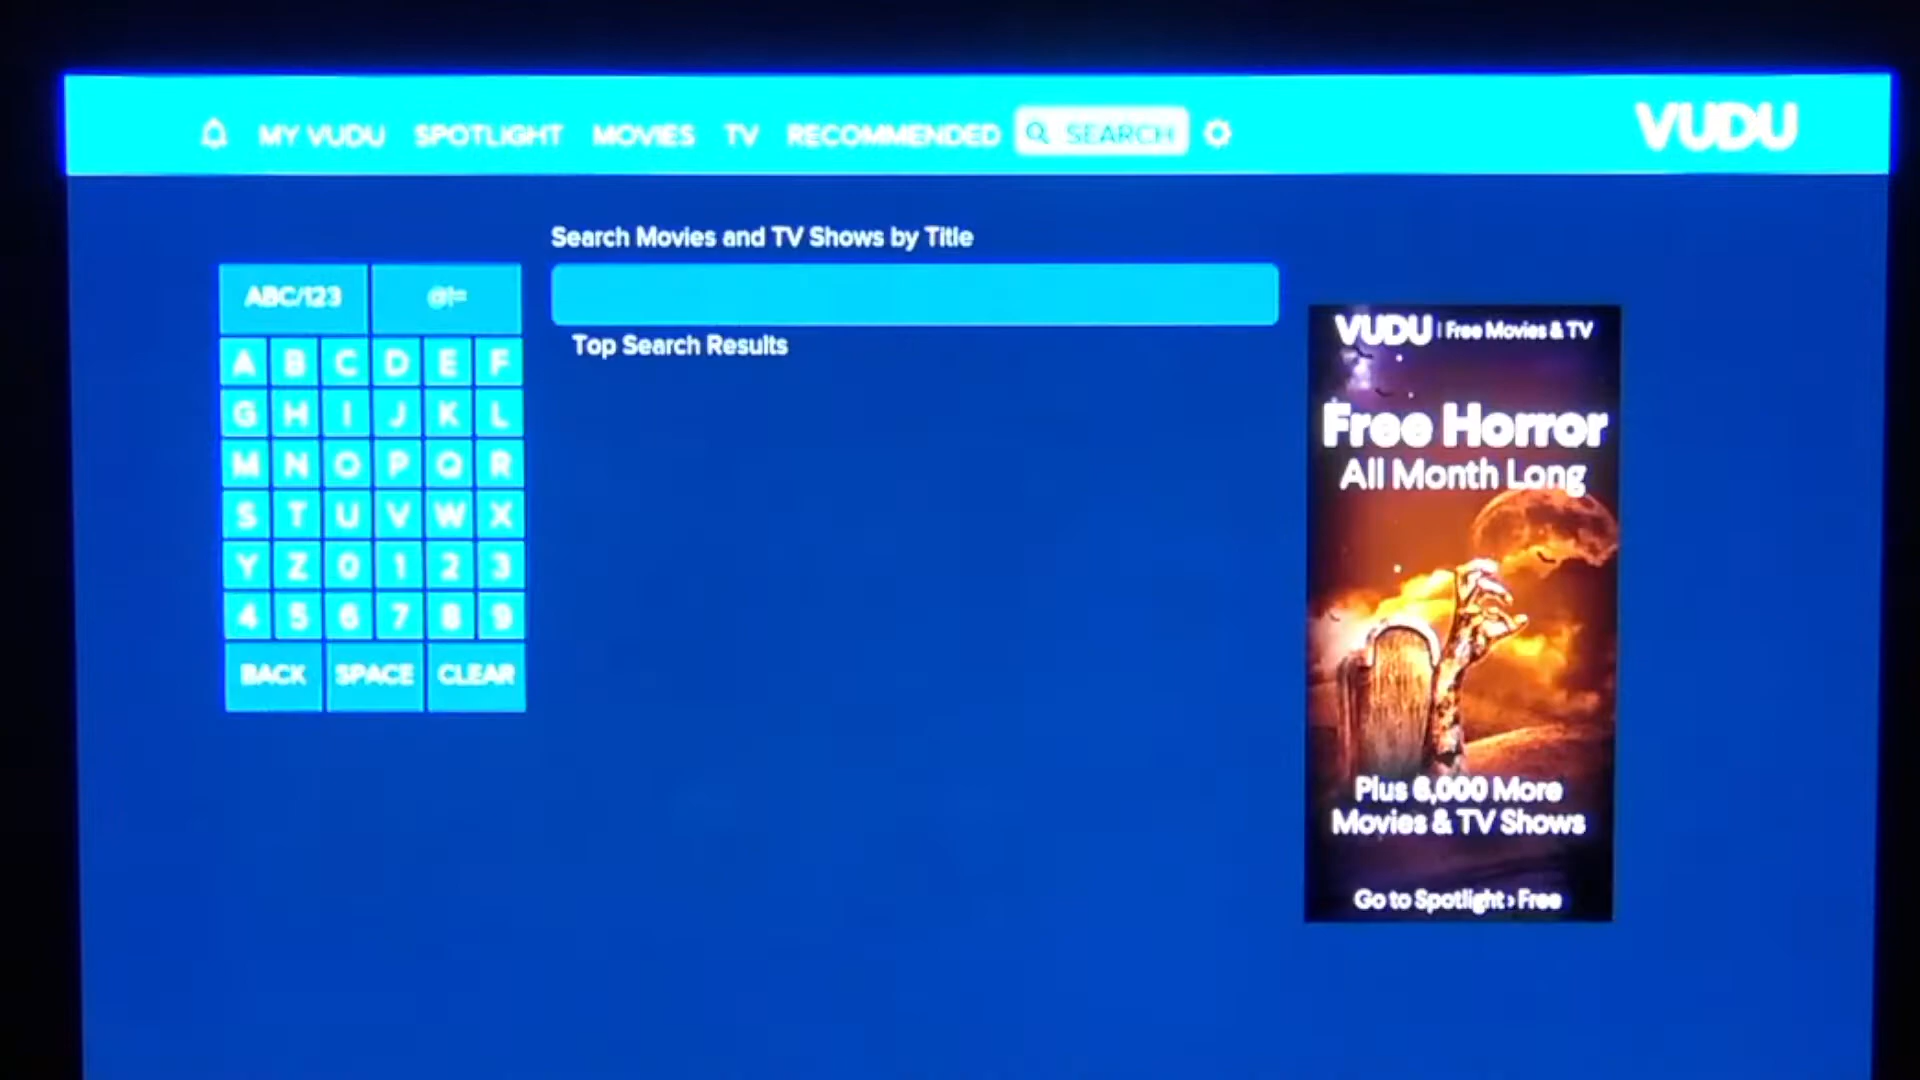 MY VUDU SPOTLIGHT MOVIES TV RECOMMENDED SEARCH VUDU
Search Movies and TV Shows by Title
ABC/123 @!=
Top Search Results
A B C D E F
G H I J K L
M N O P Q R
S T U V W X
Y Z 0 1 2 3
4 5 6 7 8 9
BACK SPACE CLEAR
VUDU | Free Movies & TV
Free Horror
All Month Long
Plus 6,000 More
Movies & TV Shows
Go to Spotlight › Free